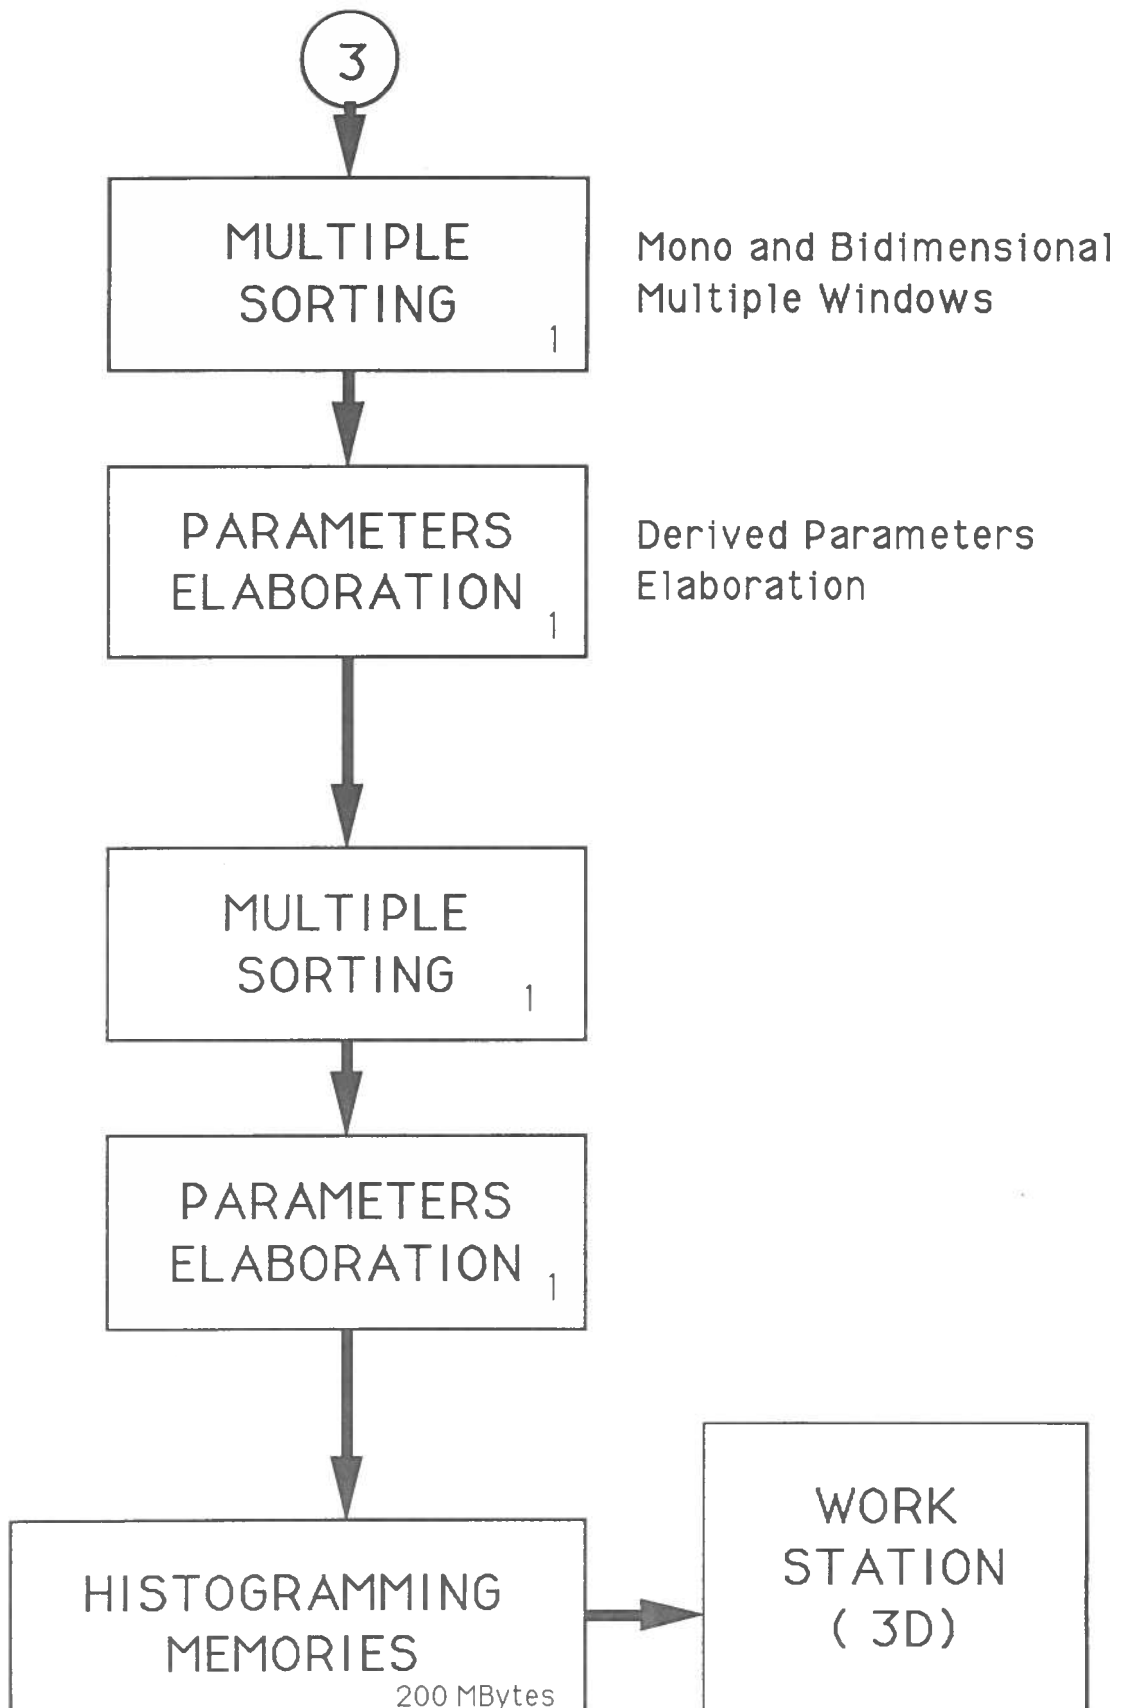 3
MULTIPLE
SORTING
1
Mono and Bidimensional
Multiple Windows
PARAMETERS
ELABORATION
1
Derived Parameters
Elaboration
MULTIPLE
SORTING
1
PARAMETERS
ELABORATION
1
HISTOGRAMMING
MEMORIES
200 MBytes
WORK
STATION
( 3D)